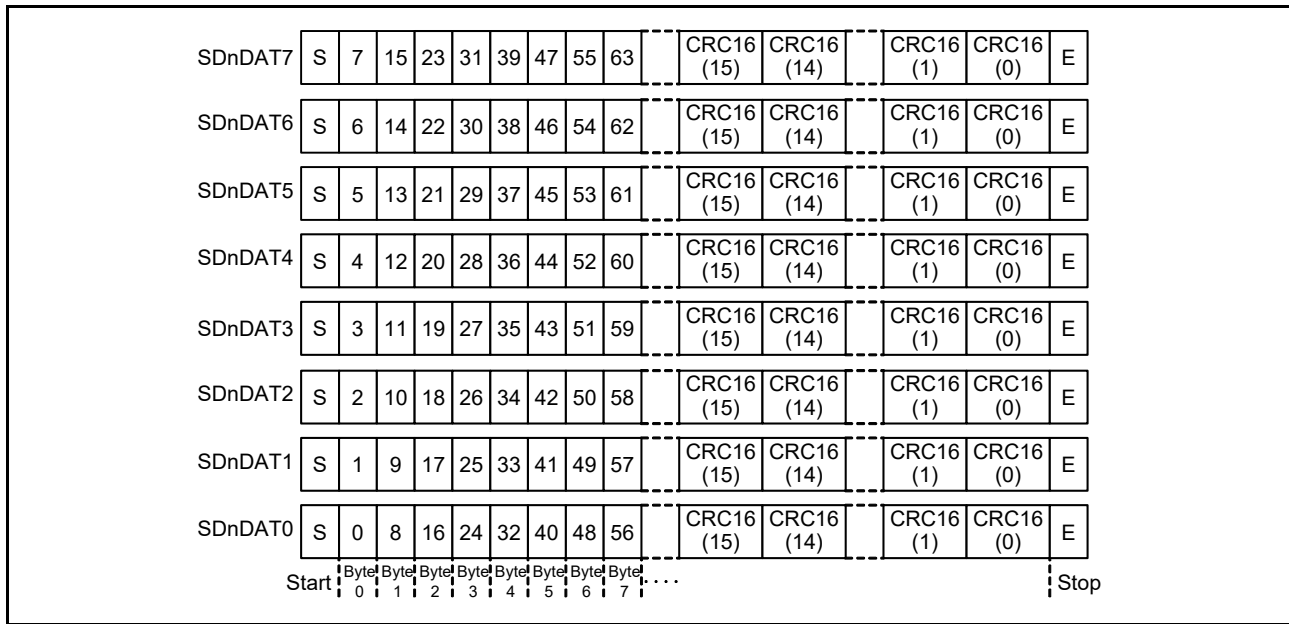 SDnDAT7 S 7 15 23 31 39 47 55 63 CRC16 (15) CRC16 (14) CRC16 (1) CRC16 (0) E
SDnDAT6 S 6 14 22 30 38 46 54 62 CRC16 (15) CRC16 (14) CRC16 (1) CRC16 (0) E
SDnDAT5 S 5 13 21 29 37 45 53 61 CRC16 (15) CRC16 (14) CRC16 (1) CRC16 (0) E
SDnDAT4 S 4 12 20 28 36 44 52 60 CRC16 (15) CRC16 (14) CRC16 (1) CRC16 (0) E
SDnDAT3 S 3 11 19 27 35 43 51 59 CRC16 (15) CRC16 (14) CRC16 (1) CRC16 (0) E
SDnDAT2 S 2 10 18 26 34 42 50 58 CRC16 (15) CRC16 (14) CRC16 (1) CRC16 (0) E
SDnDAT1 S 1 9 17 25 33 41 49 57 CRC16 (15) CRC16 (14) CRC16 (1) CRC16 (0) E
SDnDAT0 S 0 8 16 24 32 40 48 56 CRC16 (15) CRC16 (14) CRC16 (1) CRC16 (0) E
Start Byte 0 Byte 1 Byte 2 Byte 3 Byte 4 Byte 5 Byte 6 Byte 7 .... Stop